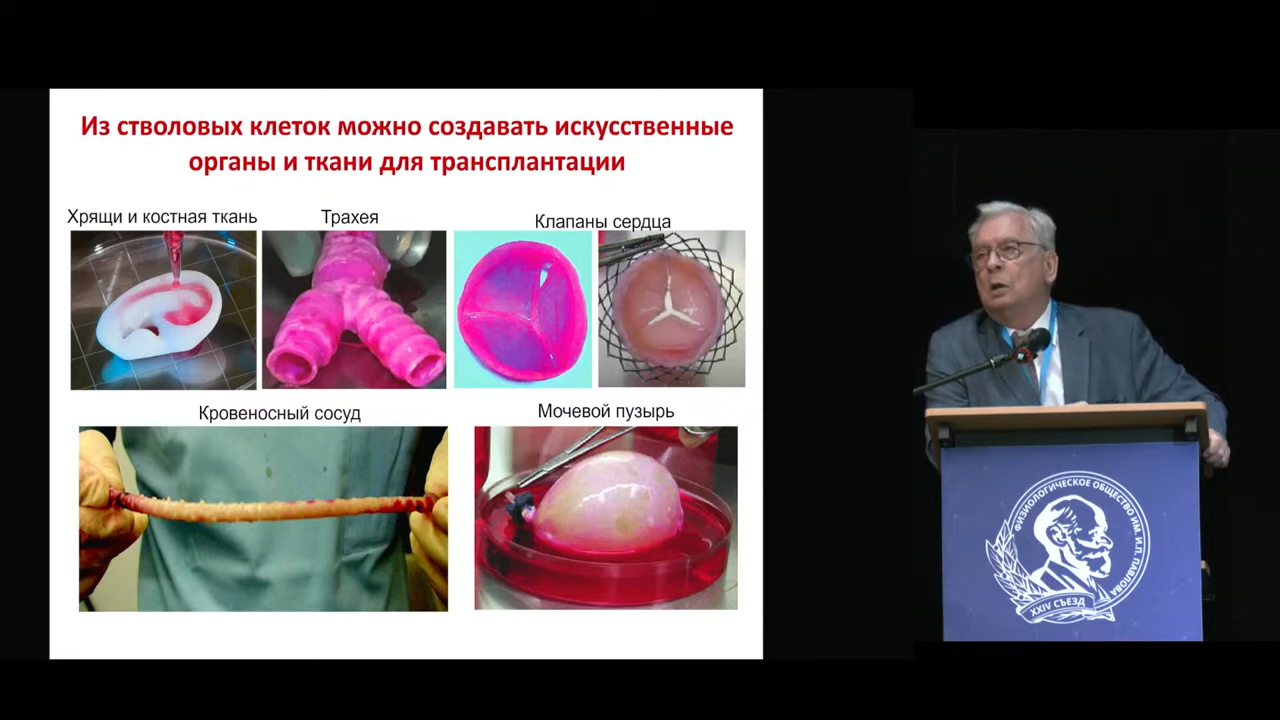 Из стволовых клеток можно создавать искусственные
органы и ткани для трансплантации
Хрящи и костная ткань
Трахея
Клапаны сердца
Кровеносный сосуд
Мочевой пузырь
ФИЗИОЛОГИЧЕСКОЕ ОБЩЕСТВО ИМ. И.П. ПАВЛОВА
XXIV СЪЕЗД